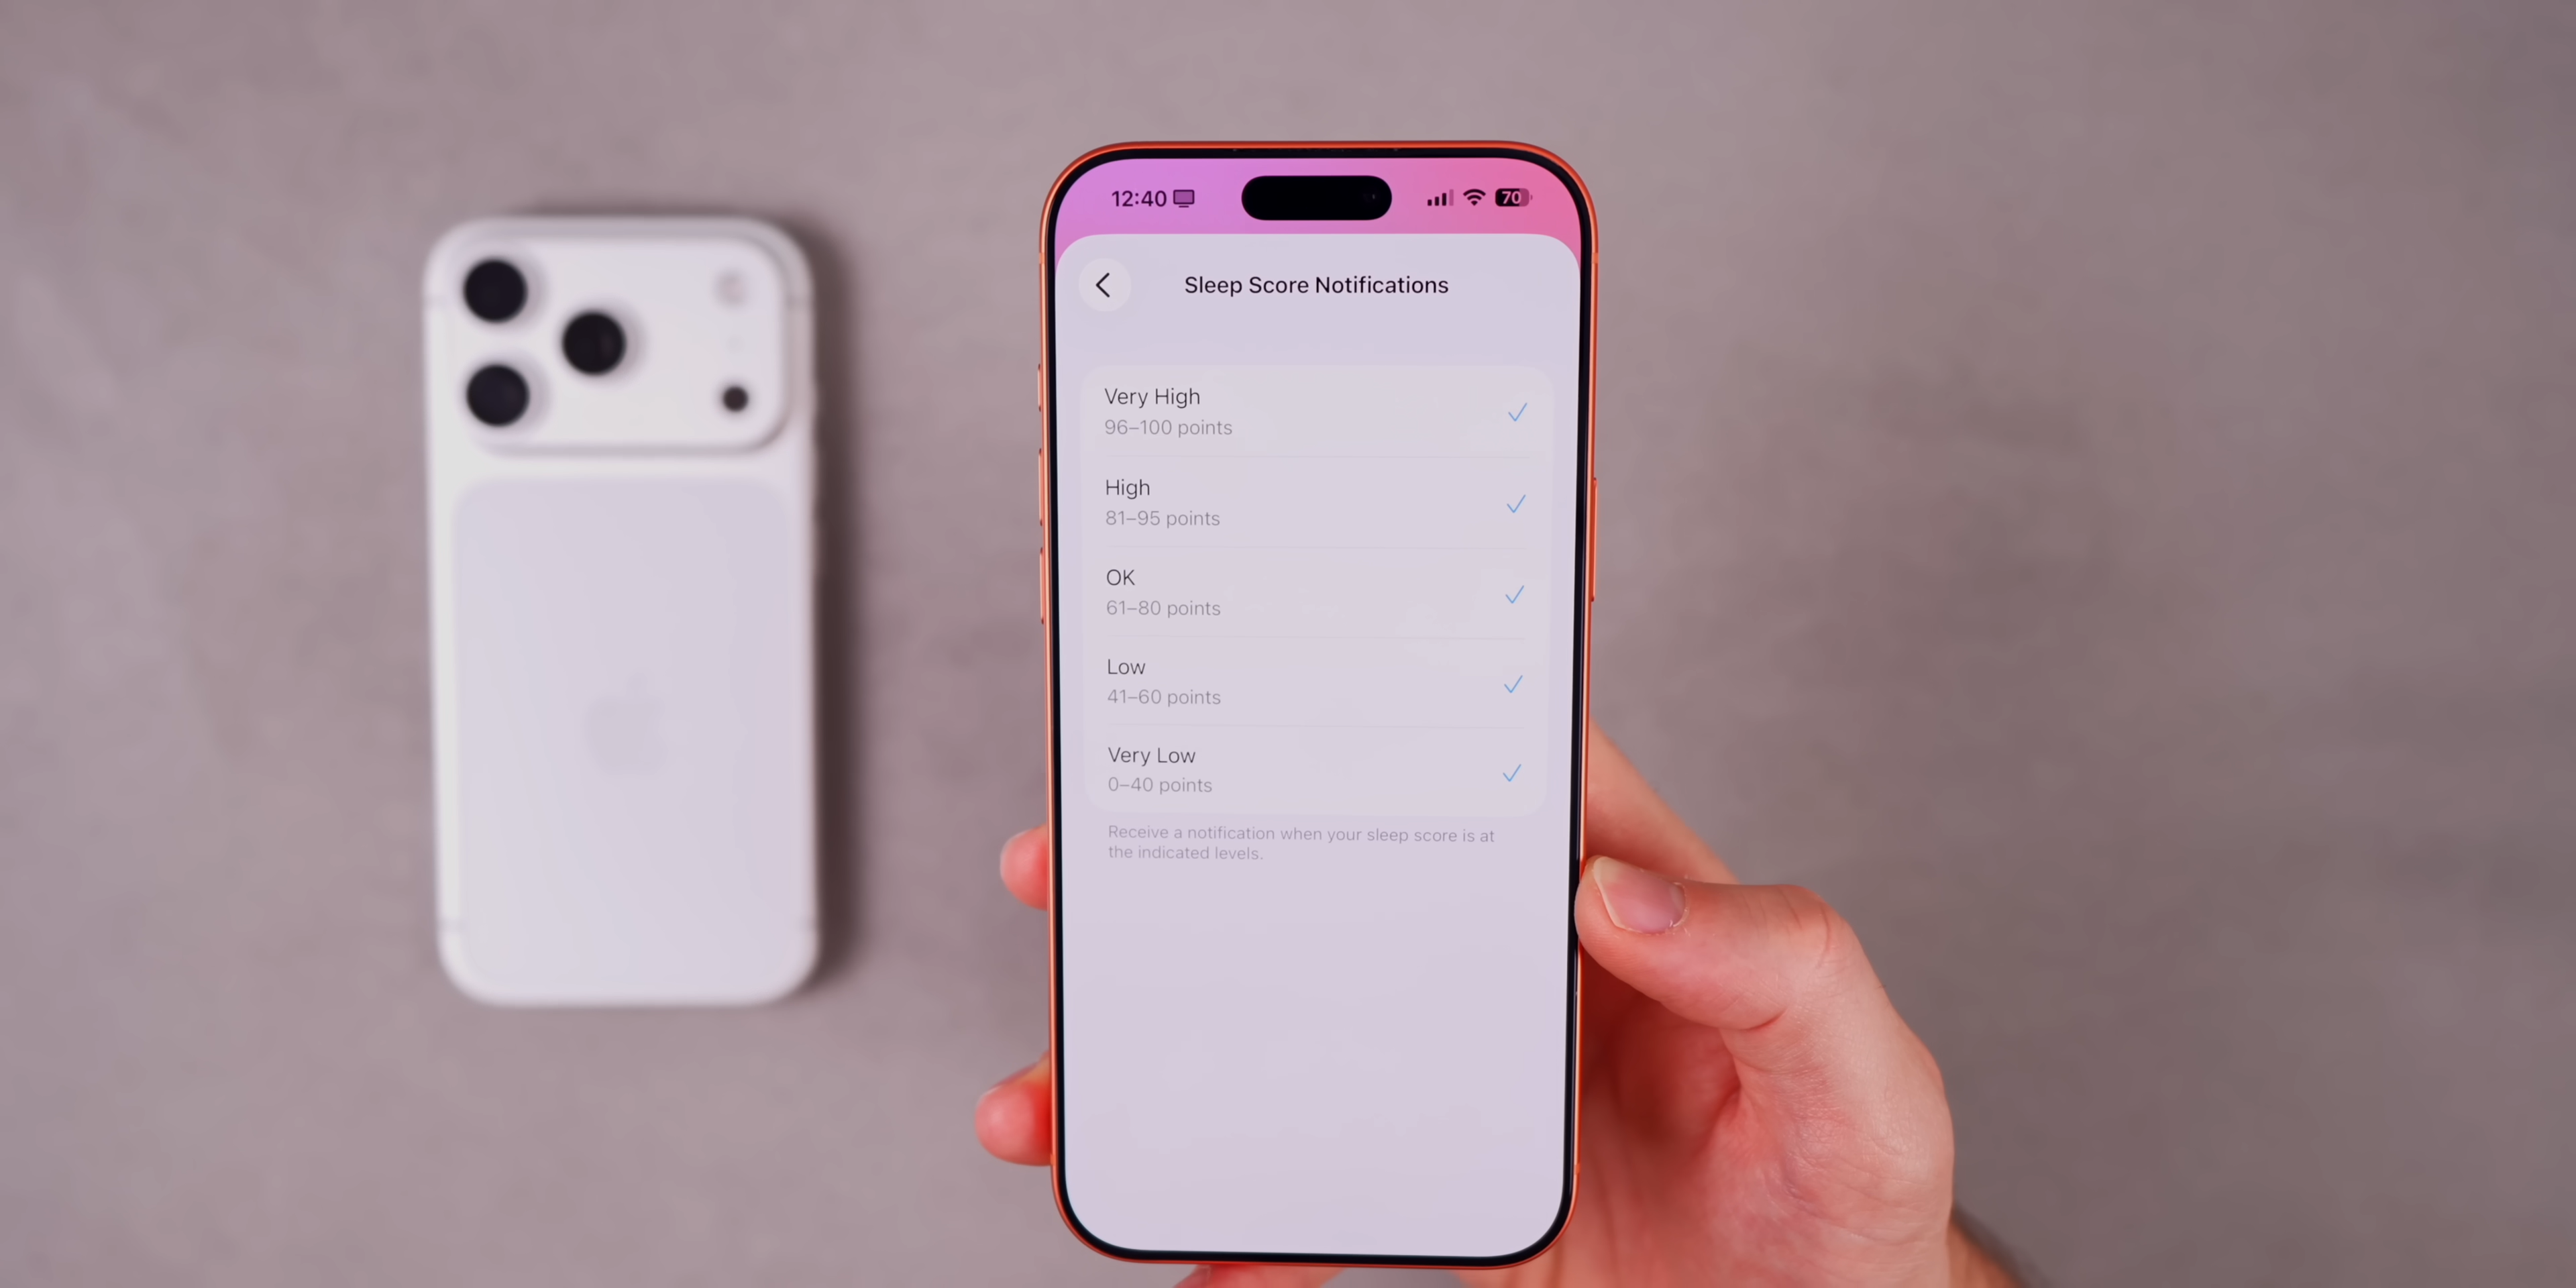 12:40
70
Sleep Score Notifications
Very High
96–100 points
High
81–95 points
OK
61–80 points
Low
41–60 points
Very Low
0–40 points
Receive a notification when your sleep score is at
the indicated levels.